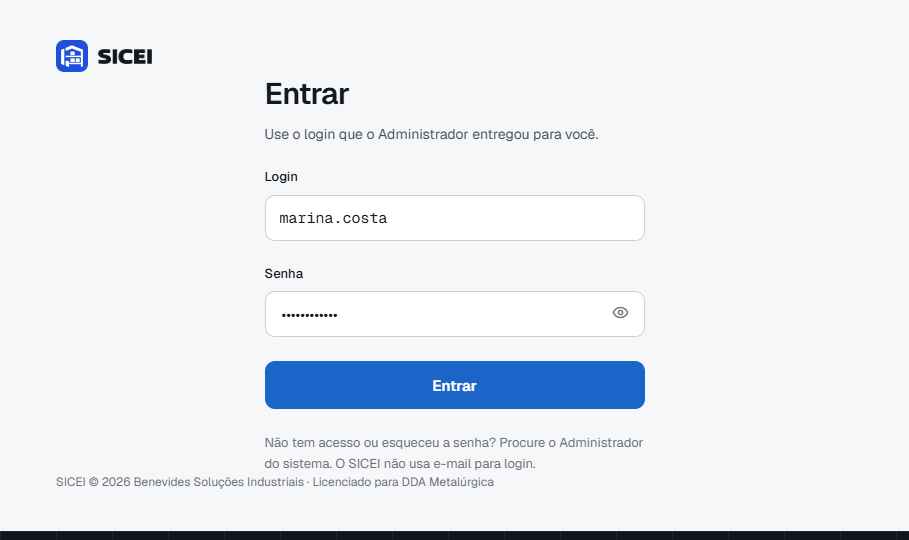 SICEI
Entrar
Use o login que o Administrador entregou para você.
Login
marina.costa
Senha
••••••••••••
Entrar
Não tem acesso ou esqueceu a senha? Procure o Administrador
do sistema. O SICEI não usa e-mail para login.
SICEI © 2026 Benevides Soluções Industriais · Licenciado para DDA Metalúrgica